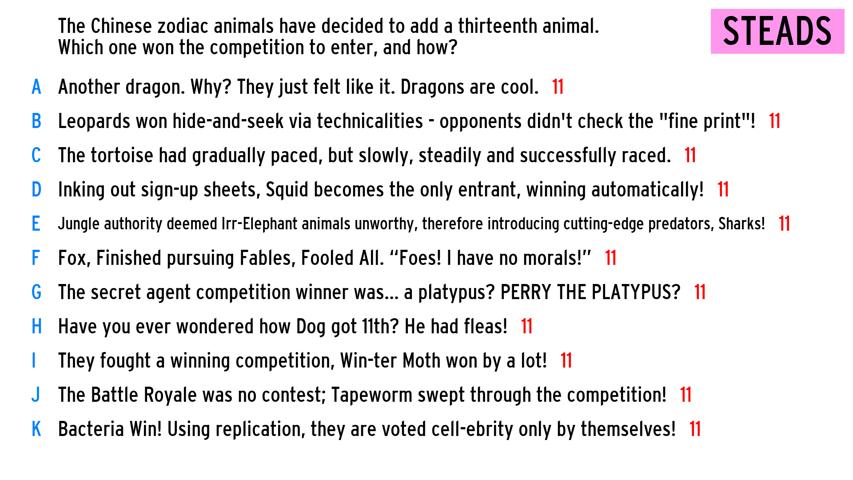 The Chinese zodiac animals have decided to add a thirteenth animal.
Which one won the competition to enter, and how?
STEADS
A Another dragon. Why? They just felt like it. Dragons are cool. 11
B Leopards won hide-and-seek via technicalities - opponents didn't check the "fine print"! 11
C The tortoise had gradually paced, but slowly, steadily and successfully raced. 11
D Inking out sign-up sheets, Squid becomes the only entrant, winning automatically! 11
E Jungle authority deemed Irr-Elephant animals unworthy, therefore introducing cutting-edge predators, Sharks! 11
F Fox, Finished pursuing Fables, Fooled All. “Foes! I have no morals!” 11
G The secret agent competition winner was... a platypus? PERRY THE PLATYPUS? 11
H Have you ever wondered how Dog got 11th? He had fleas! 11
I They fought a winning competition, Win-ter Moth won by a lot! 11
J The Battle Royale was no contest; Tapeworm swept through the competition! 11
K Bacteria Win! Using replication, they are voted cell-ebrity only by themselves! 11